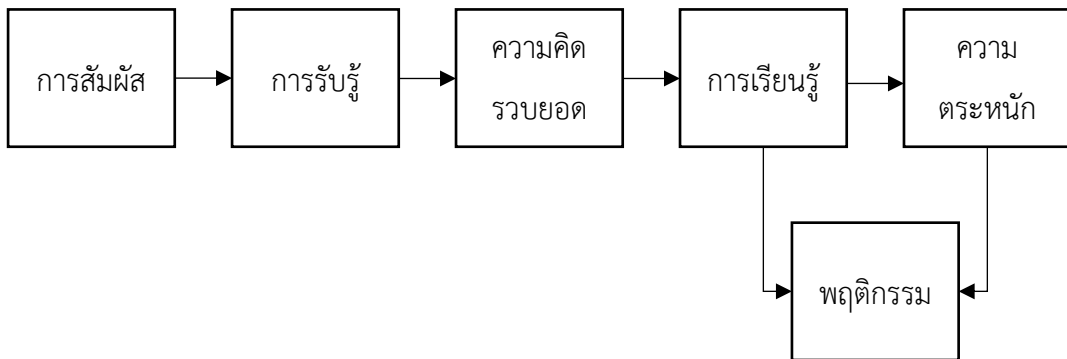 การสัมผัส
การรับรู้
ความคิด
รวบยอด
การเรียนรู้
ความ
ตระหนัก
พฤติกรรม